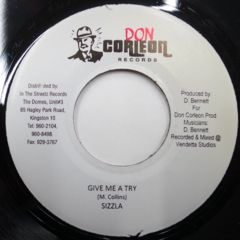 DON
CORLEON
RECORDS
Distributed by
In The Streetz Records
The Domes, Unit#3
85 Hagley Park Road,
Kingston 10
Tel: 960-2104,
960-8498.
Fax: 929-3767
Produced by
D. Bennett
For
Don Corleon Prod
Musicians:
D. Bennett
Recorded & Mixed @
Vendetta Studios
GIVE ME A TRY
(M. Collins)
SIZZLA